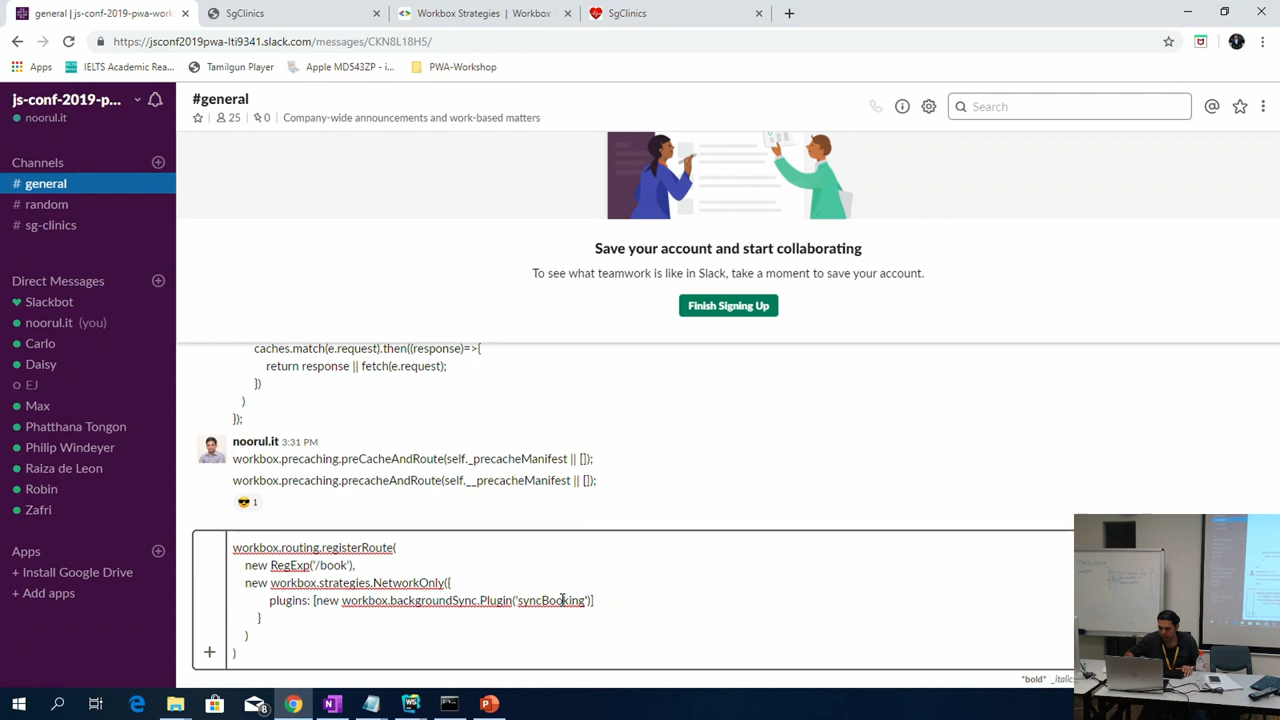 general | jsconf-2019-pwa-work
SgClinics
Workbox Strategies | Workbox
SgClinics
https://jsconf2019pwa-lti9341.slack.com/messages/CKN8L18H5/
Apps
IELTS Academic Rea...
Tamilgun Player
Apple MD543ZP - i...
PWA-Workshop
js-conf-2019-p...
noorul.it
Channels
# general
# random
# sg-clinics
Direct Messages
Slackbot
noorul.it (you)
Carlo
Daisy
EJ
Max
Phatthana Tongon
Philip Windeyer
Raiza de Leon
Robin
Zafri
Apps
+ Install Google Drive
+ Add apps
#general
25
0
Company-wide announcements and work-based matters
Search
Save your account and start collaborating
To see what teamwork is like in Slack, take a moment to save your account.
Finish Signing Up
caches.match(e.request).then((response)=>{
return response || fetch(e.request);
})
)
});
noorul.it 3:31 PM
workbox.precaching.preCacheAndRoute(self._precacheManifest || []);
workbox.precaching.precacheAndRoute(self.__precacheManifest || []);
1
workbox.routing.registerRoute(
new RegExp('/book'),
new workbox.strategies.NetworkOnly({
plugins: [new workbox.backgroundSync.Plugin('syncBooking')]
}
)
)
*bold* _italics
8